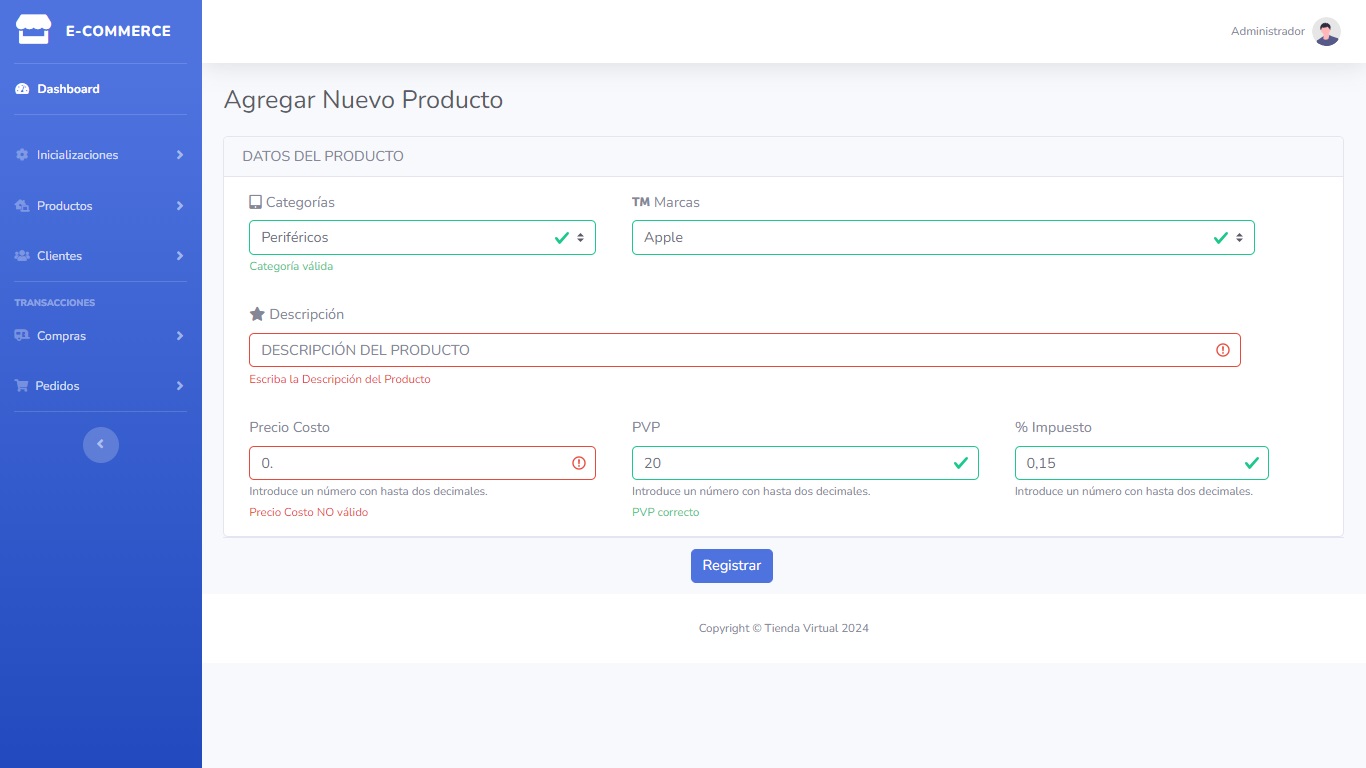 E-COMMERCE
Administrador
Dashboard
Inicializaciones
Productos
Clientes
TRANSACCIONES
Compras
Pedidos
Agregar Nuevo Producto
DATOS DEL PRODUCTO
Categorías
TM Marcas
Periféricos
Apple
Categoría válida
Descripción
DESCRIPCIÓN DEL PRODUCTO
Escriba la Descripción del Producto
Precio Costo
PVP
% Impuesto
0.
20
0,15
Introduce un número con hasta dos decimales.
Introduce un número con hasta dos decimales.
Introduce un número con hasta dos decimales.
Precio Costo NO válido
PVP correcto
Registrar
Copyright © Tienda Virtual 2024